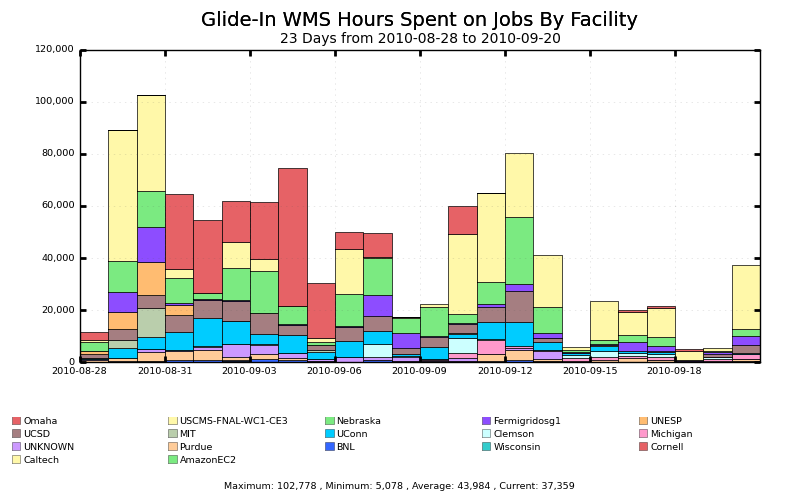 Glide-In WMS Hours Spent on Jobs By Facility
23 Days from 2010-08-28 to 2010-09-20
120,000
100,000
80,000
60,000
40,000
20,000
0
2010-08-28 2010-08-31 2010-09-03 2010-09-06 2010-09-09 2010-09-12 2010-09-15 2010-09-18
Omaha USCMS-FNAL-WC1-CE3 Nebraska Fermigridosg1 UNESP
UCSD MIT UConn Clemson Michigan
UNKNOWN Purdue BNL Wisconsin Cornell
Caltech AmazonEC2
Maximum: 102,778 , Minimum: 5,078 , Average: 43,984 , Current: 37,359